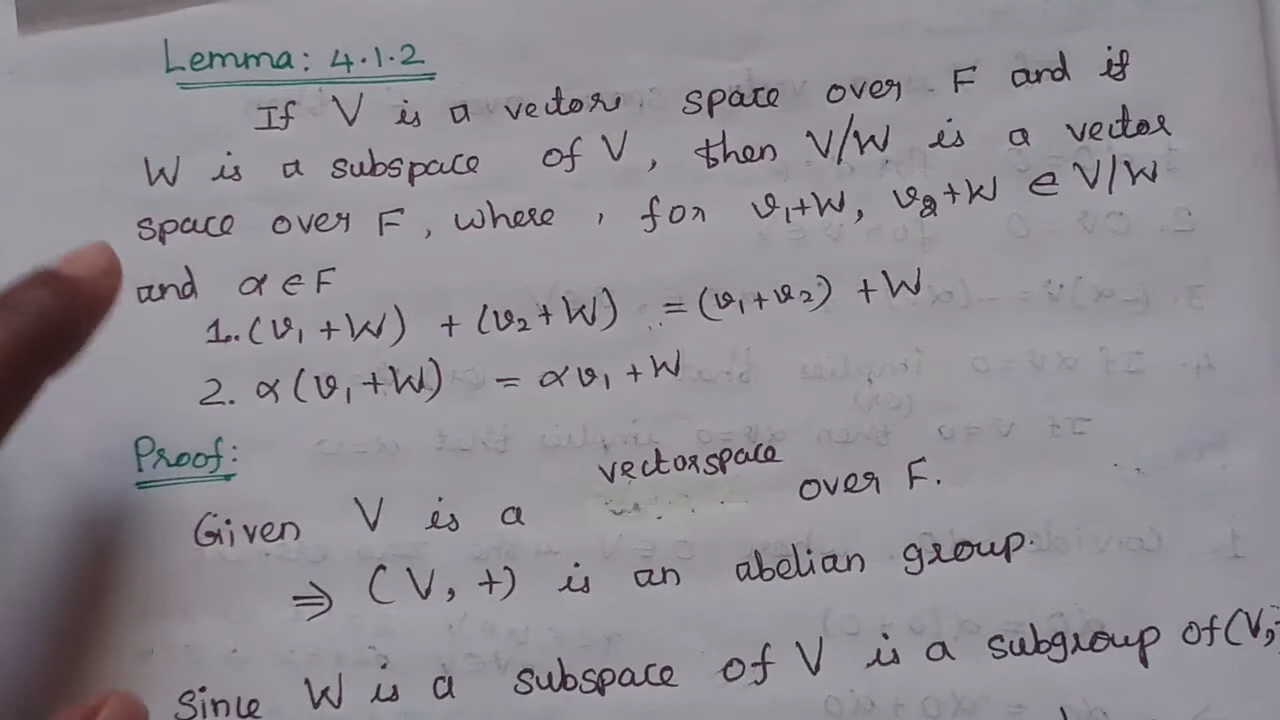 Lemma: 4.1.2
If V is a vector space over F and if
W is a subspace of V, then V/W is a vector
space over F, where, for v₁+W, v₂+W ∈ V/W
and α ∈ F
1. (v₁+W) + (v₂+W) = (v₁+v₂) + W
2. α(v₁+W) = αv₁ + W
Proof:
Given V is a vectorspace over F.
⇒ (V, +) is an abelian group.
Since W is a subspace of V is a subgroup of (V,